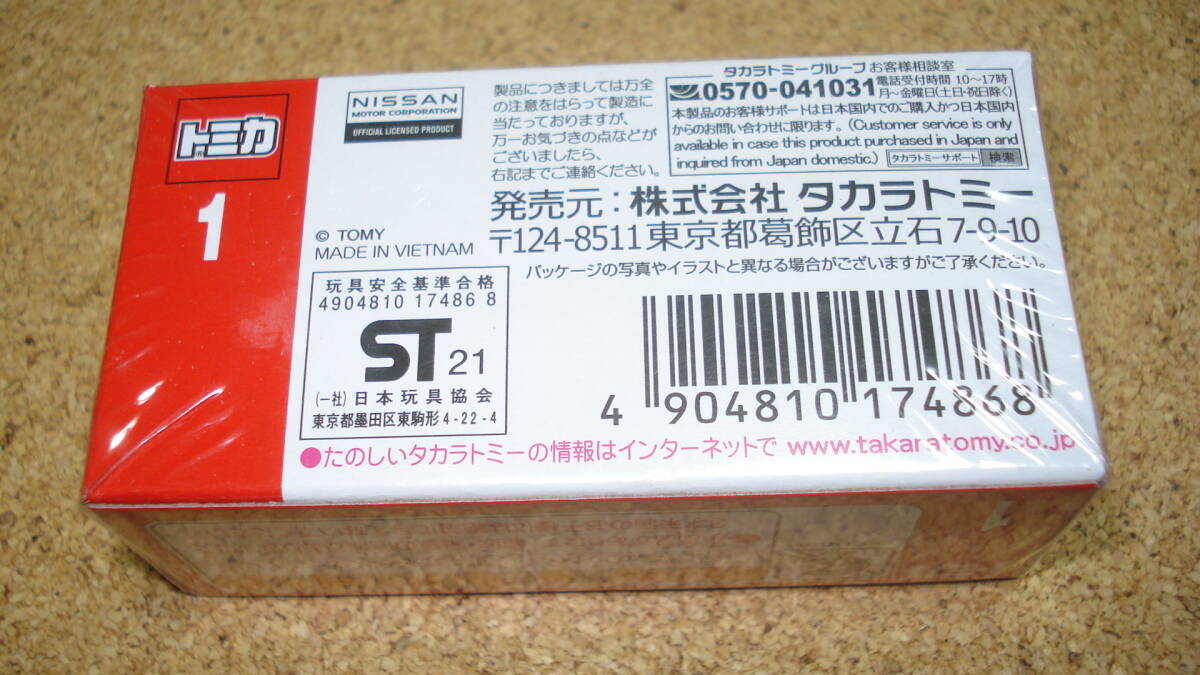 トミカ
1
NISSAN
MOTOR CORPORATION
OFFICIAL LICENSED PRODUCT
製品につきましては万全
の注意をはらって製造に
当たっておりますが、
万一お気づきの点などが
ございましたら、
右記までご連絡ください。
タカラトミーグループ お客様相談室
0570-041031
電話受付時間 10〜17時
月〜金曜日(土日・祝日除く)
本製品のお客様サポートは日本国内でのご購入かつ日本国内
からのお問い合わせに限ります。(Customer service is only
available in case this product purchased in Japan and
inquired from Japan domestic.) タカラトミーサポート 検索
発売元：株式会社 タカラトミー
〒124-8511 東京都葛飾区立石7-9-10
© TOMY
MADE IN VIETNAM
パッケージの写真やイラストと異なる場合がございますがご了承ください。
玩具安全基準合格
4904810 17486 8
ST 21
(一社) 日本玩具協会
東京都墨田区東駒形 4-22-4
4 904810 174868
●たのしいタカラトミーの情報はインターネットで www.takaratomy.co.jp